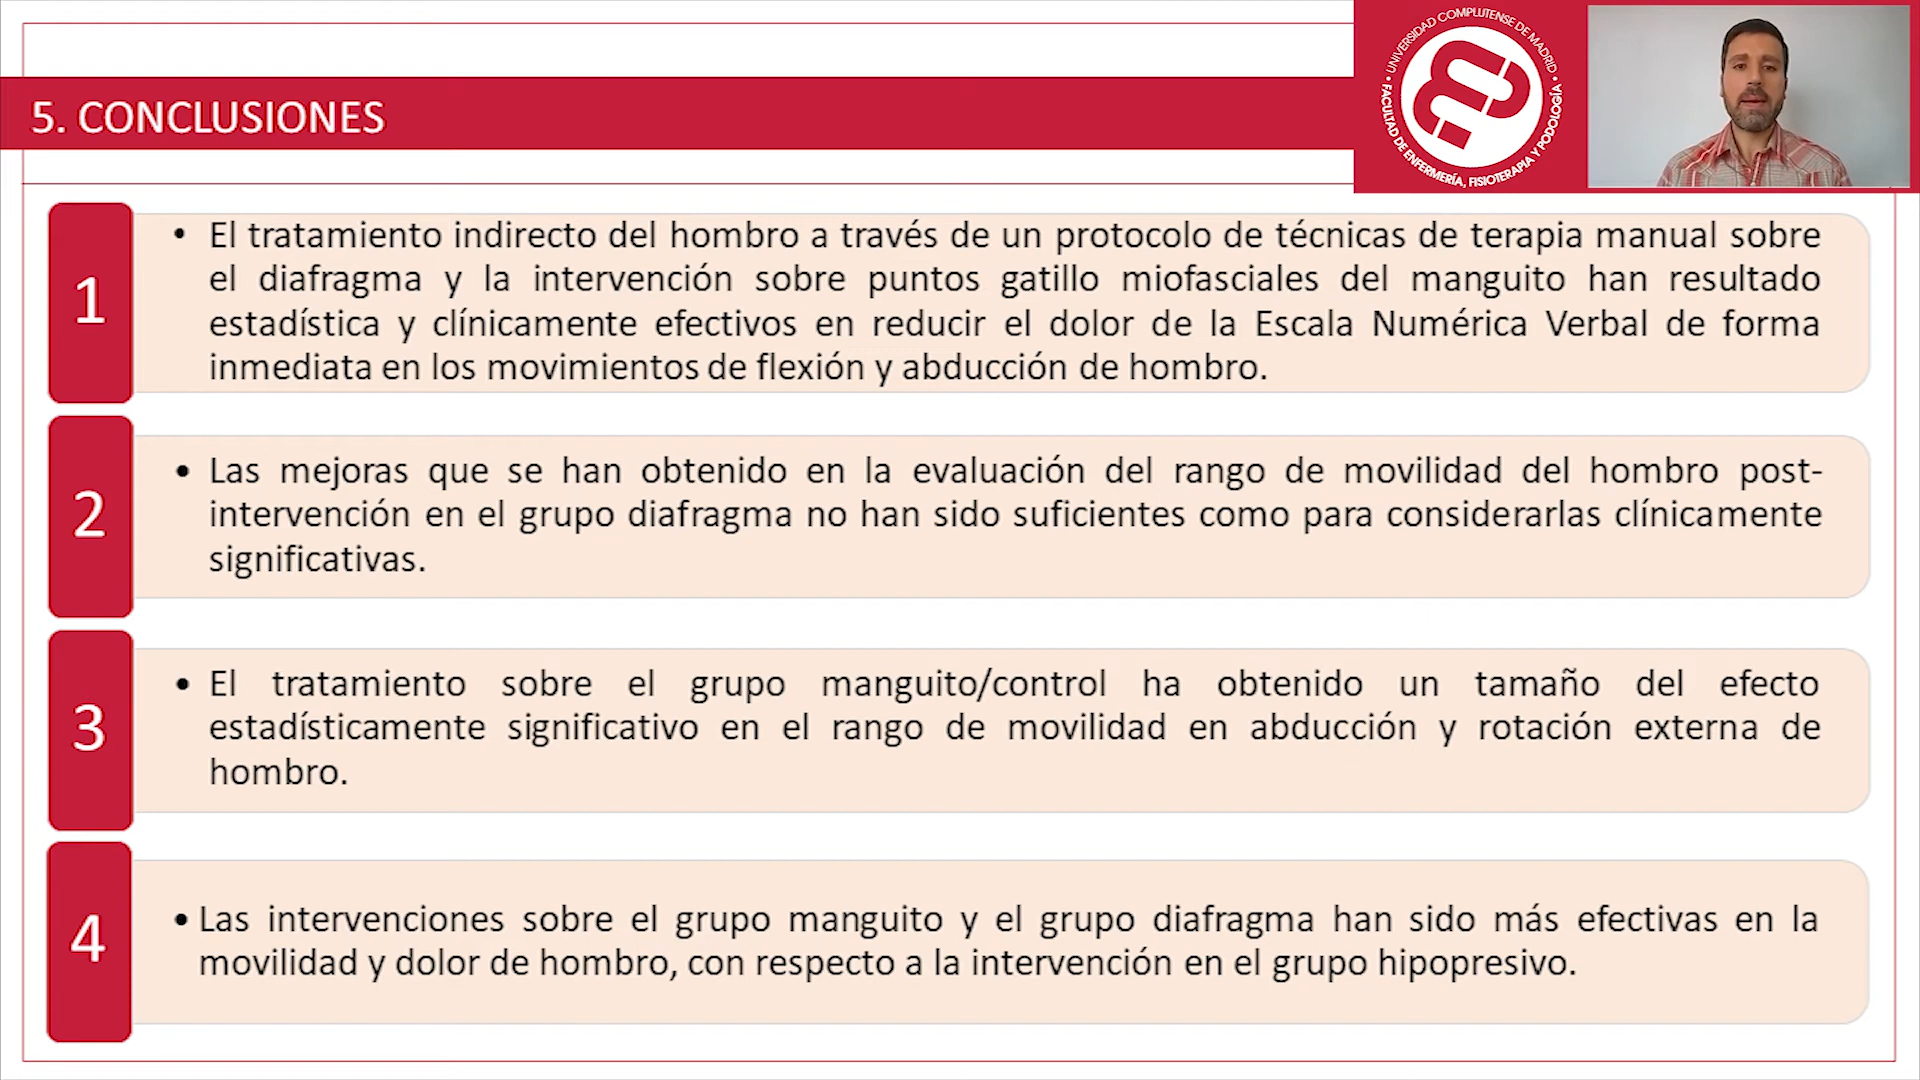 5. CONCLUSIONES
• UNIVERSIDAD COMPLUTENSE DE MADRID •
FACULTAD DE ENFERMERÍA, FISIOTERAPIA Y PODOLOGÍA
1
• El tratamiento indirecto del hombro a través de un protocolo de técnicas de terapia manual sobre
el diafragma y la intervención sobre puntos gatillo miofasciales del manguito han resultado
estadística y clínicamente efectivos en reducir el dolor de la Escala Numérica Verbal de forma
inmediata en los movimientos de flexión y abducción de hombro.
2
• Las mejoras que se han obtenido en la evaluación del rango de movilidad del hombro post-
intervención en el grupo diafragma no han sido suficientes como para considerarlas clínicamente
significativas.
3
• El tratamiento sobre el grupo manguito/control ha obtenido un tamaño del efecto
estadísticamente significativo en el rango de movilidad en abducción y rotación externa de
hombro.
4
• Las intervenciones sobre el grupo manguito y el grupo diafragma han sido más efectivas en la
movilidad y dolor de hombro, con respecto a la intervención en el grupo hipopresivo.